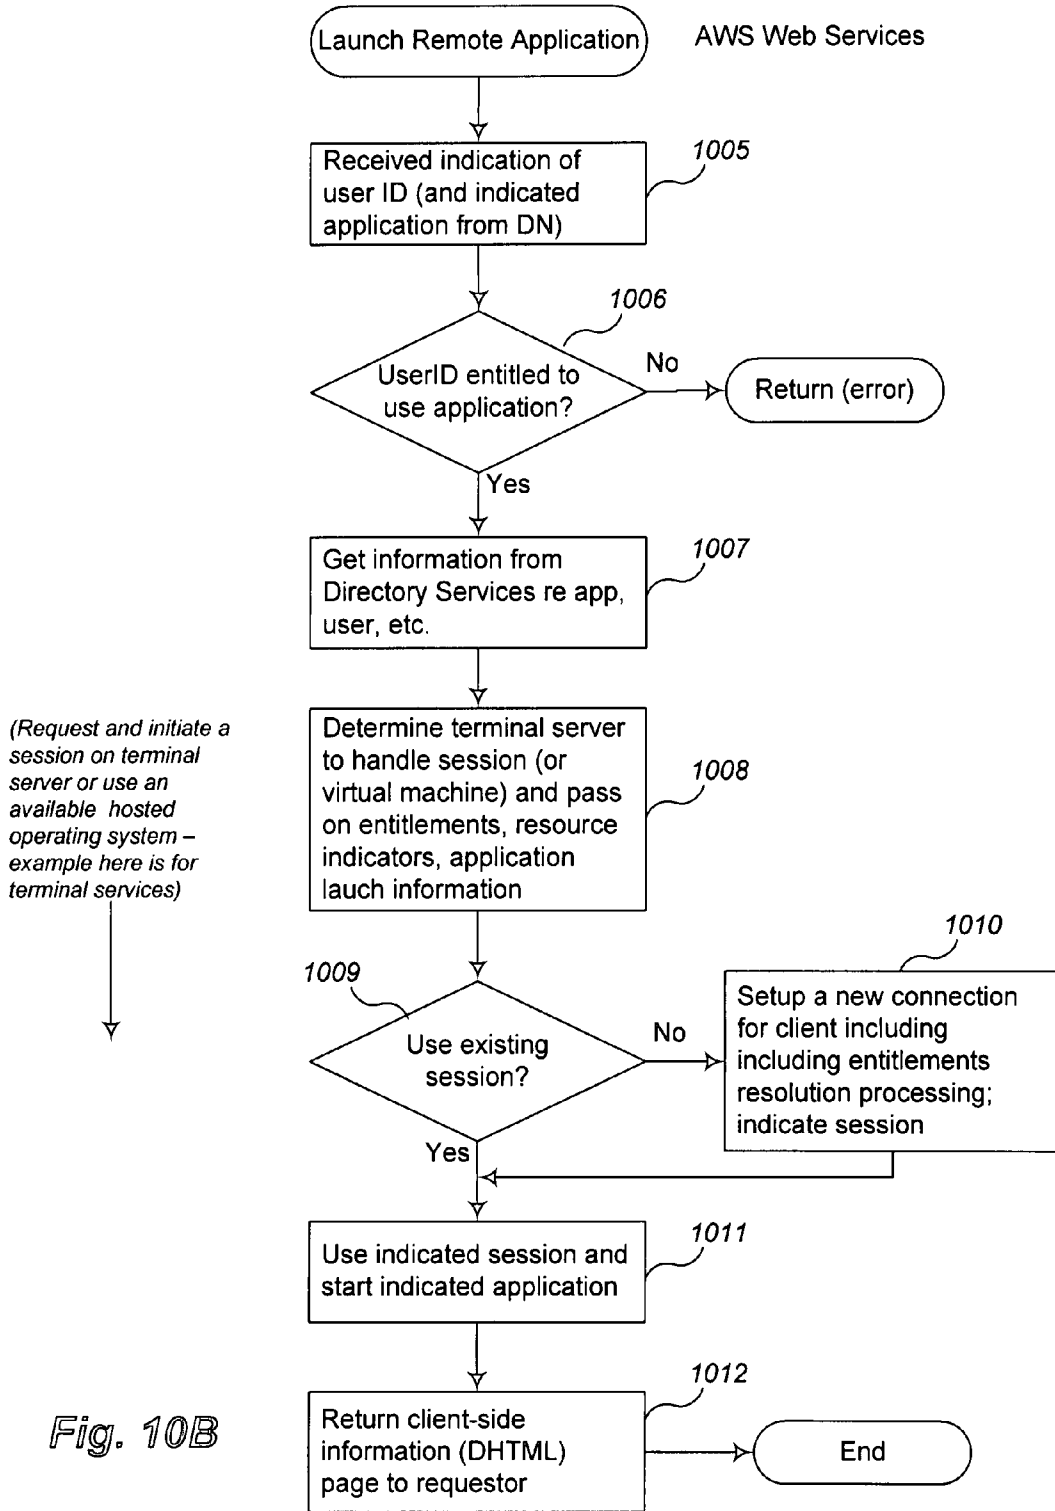 Launch Remote Application
AWS Web Services
1005
Received indication of
user ID (and indicated
application from DN)
1006
UserID entitled to
use application?
No
Return (error)
Yes
1007
Get information from
Directory Services re app,
user, etc.
(Request and initiate a
session on terminal
server or use an
available hosted
operating system –
example here is for
terminal services)
Determine terminal server
to handle session (or
virtual machine) and pass
on entitlements, resource
indicators, application
lauch information
1008
1009
Use existing
session?
No
1010
Setup a new connection
for client including
including entitlements
resolution processing;
indicate session
Yes
1011
Use indicated session and
start indicated application
1012
Return client-side
information (DHTML)
page to requestor
End
Fig. 10B